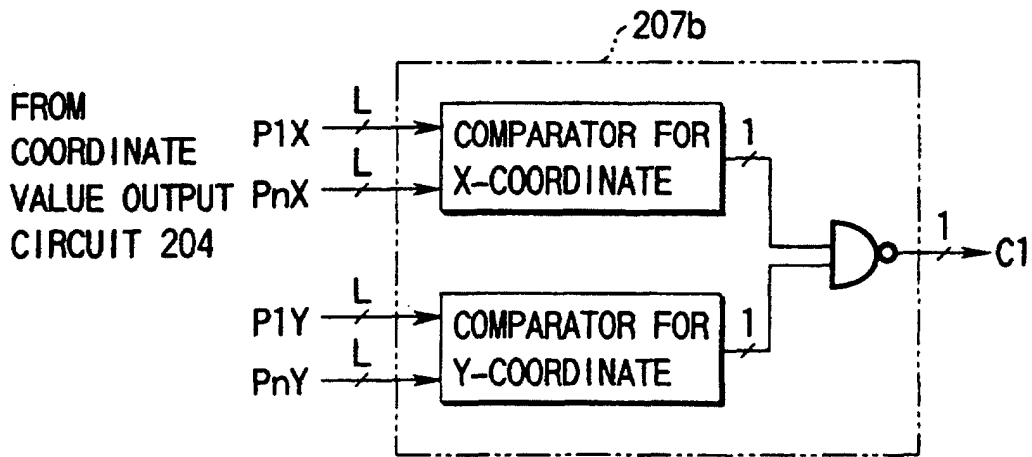 207b
FROM
COORDINATE
VALUE OUTPUT
CIRCUIT 204
P1X
L
PnX
L
COMPARATOR FOR
X-COORDINATE
1
P1Y
L
PnY
L
COMPARATOR FOR
Y-COORDINATE
1
1
C1